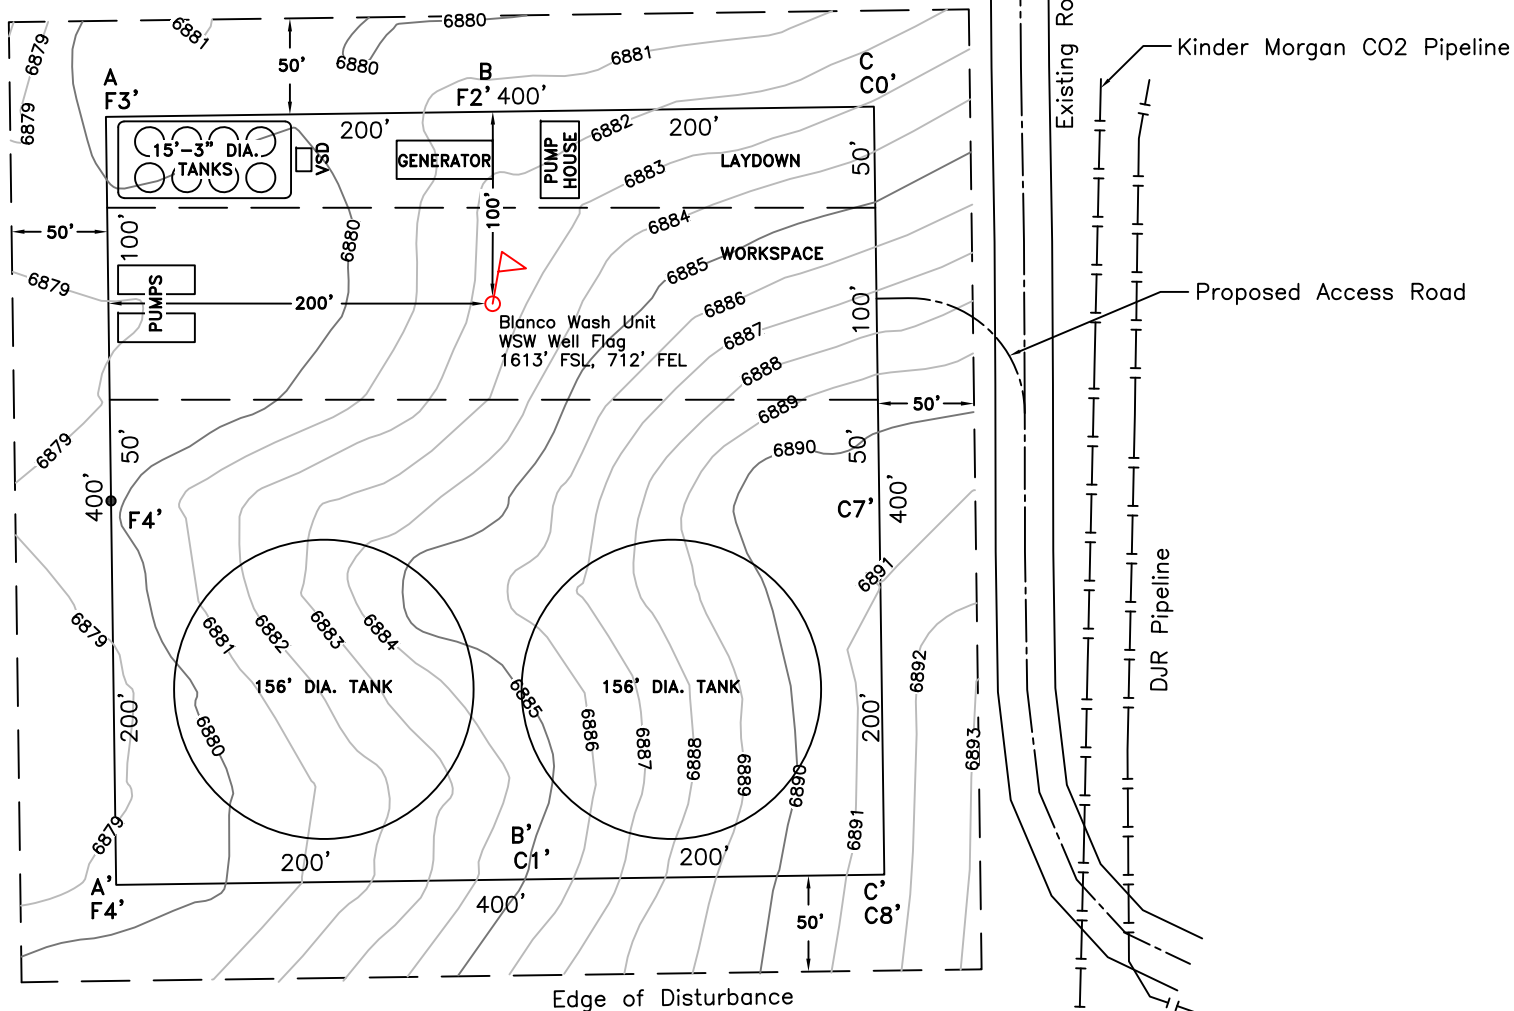 6879
6881
6880
6880
6881
Existing Ro
Kinder Morgan CO2 Pipeline
50'
A
F3'
B
F2'
400'
C
C0'
6879
200'
6882
200'
15'-3" DIA.
TANKS
VSD
GENERATOR
PUMP
HOUSE
LAYDOWN
50'
6883
100'
50'
100'
6880
6884
WORKSPACE
6885
6879
PUMPS
200'
Blanco Wash Unit
WSW Well Flag
1613' FSL, 712' FEL
6886
100'
Proposed Access Road
6887
6888
6889
50'
6879
50'
6890
50'
400'
F4'
C7'
400'
6891
6879
6881
6882
6883
6884
DJR Pipeline
6892
156' DIA. TANK
156' DIA. TANK
6885
200'
6880
6886
6887
6888
6889
6890
200'
6893
6879
6891
B'
C1'
200'
200'
A'
F4'
400'
C'
C8'
50'
Edge of Disturbance